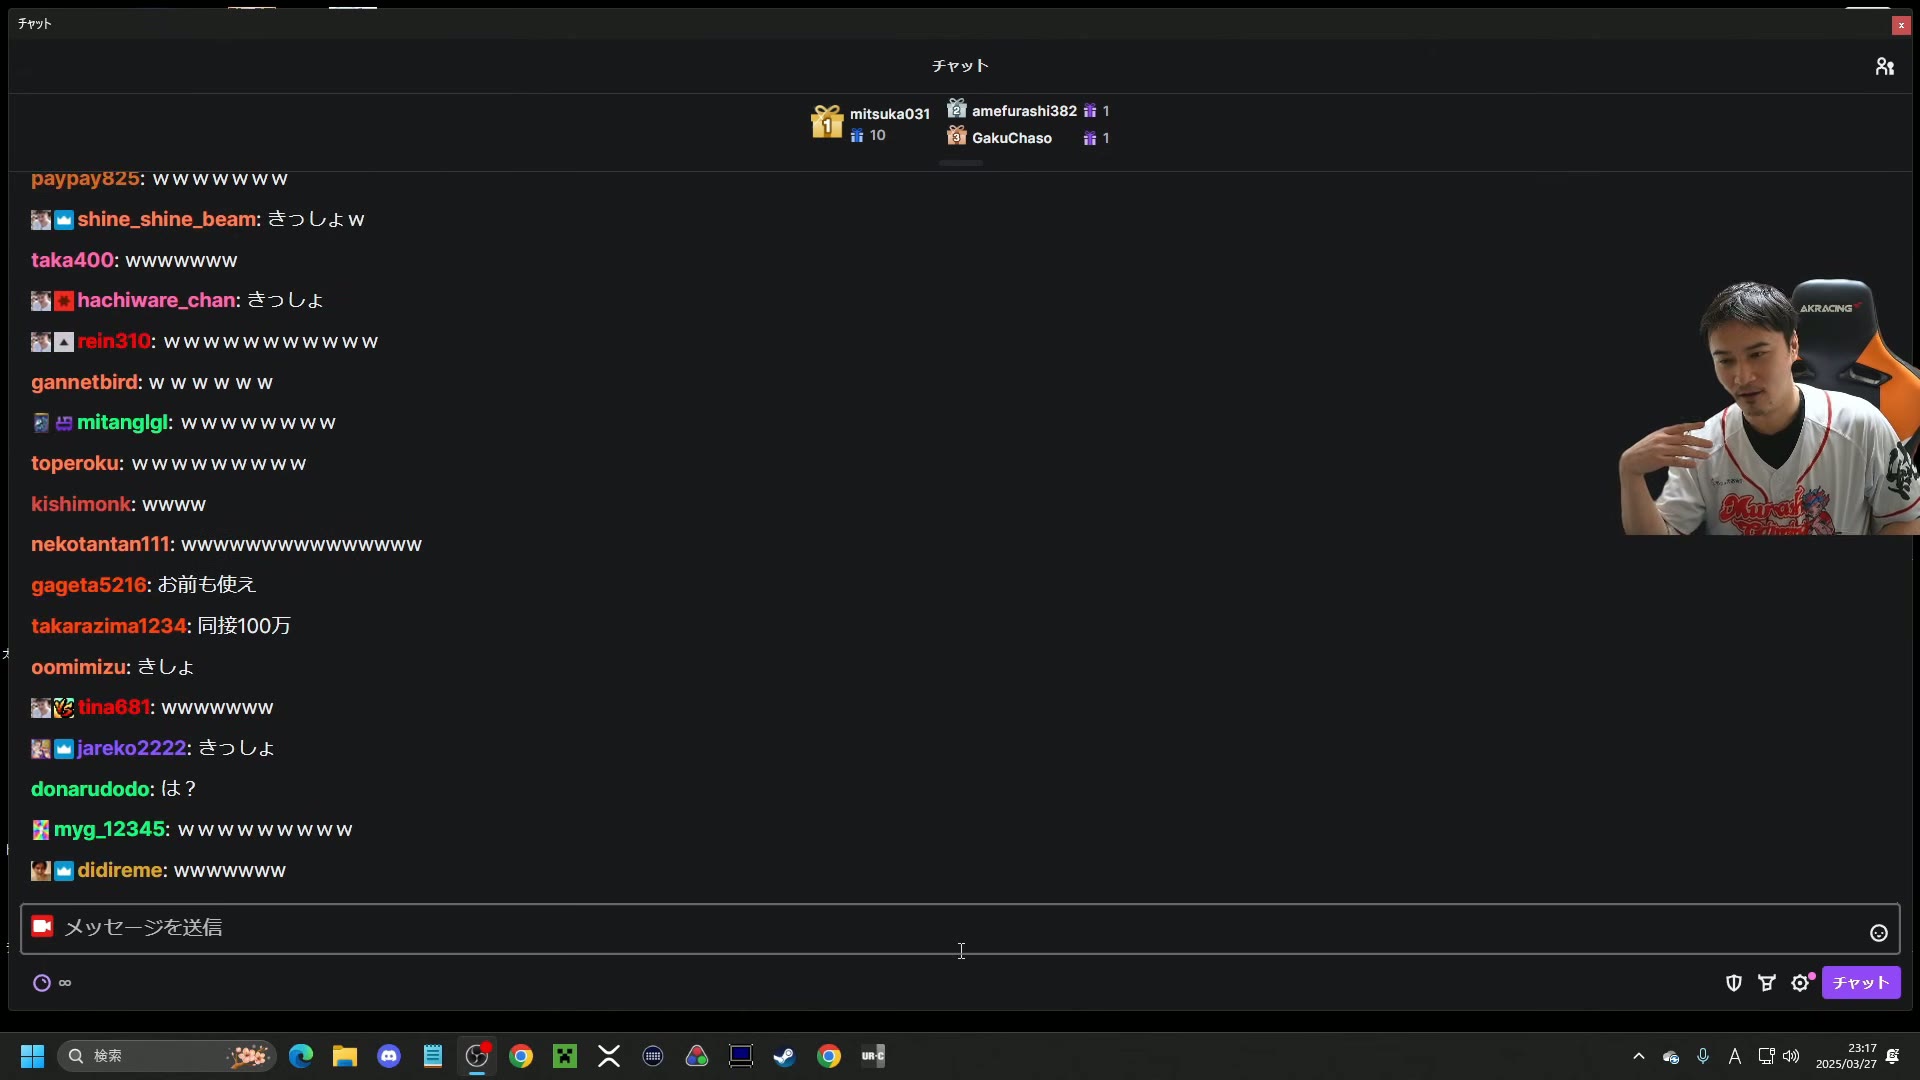 チャット
チャット
mitsuka031
10
amefurashi382 1
GakuChaso 1
paypay825: ｗｗｗｗｗｗｗ
shine_shine_beam: きっしょｗ
taka400: wwwwwww
hachiware_chan: きっしょ
rein310: ｗｗｗｗｗｗｗｗｗｗｗ
gannetbird: w w w w w w
mitanglgl: ｗｗｗｗｗｗｗｗ
toperoku: ｗｗｗｗｗｗｗｗｗ
kishimonk: wwww
nekotantan111: wwwwwwwwwwwwwww
gageta5216: お前も使え
takarazima1234: 同接100万
oomimizu: きしょ
tina681: wwwwwww
jareko2222: きっしょ
donarudodo: は？
myg_12345: ｗｗｗｗｗｗｗｗｗ
didireme: wwwwwww
AKRACING
メッセージを送信
∞
チャット
検索
UR-C
A
23:17
2025/03/27